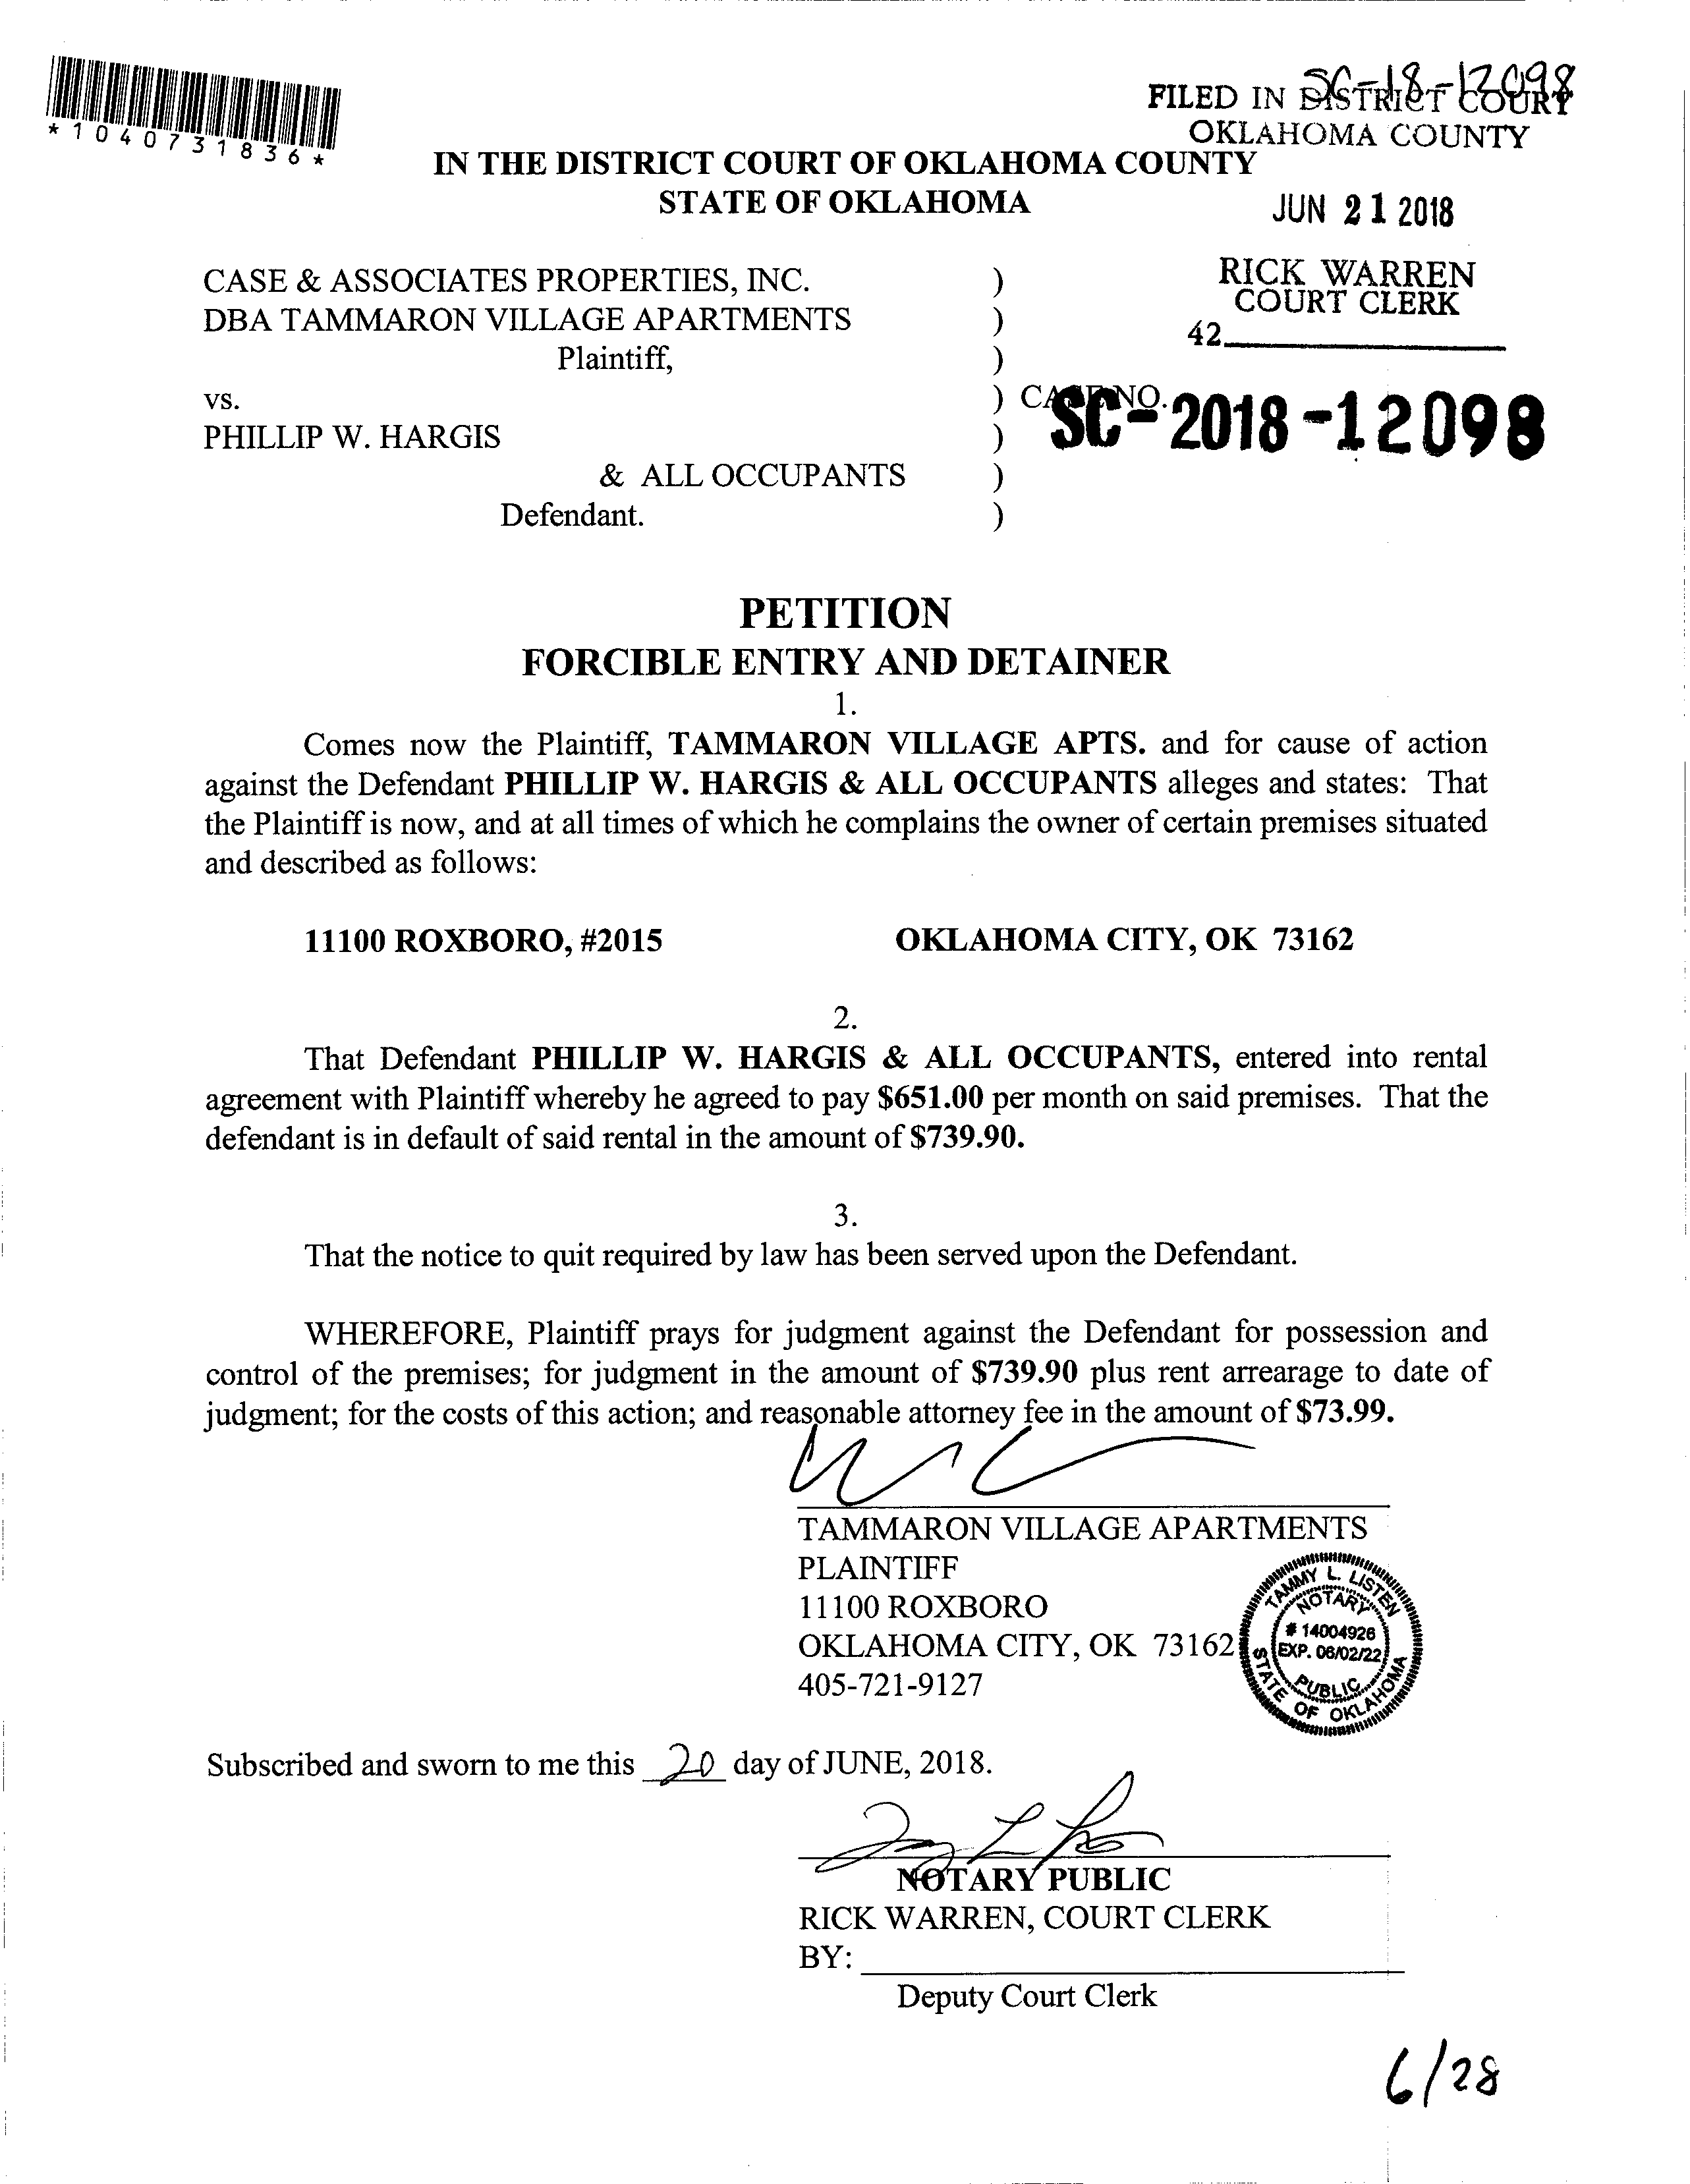 *1040731836*
SC-18-12098
FILED IN DISTRICT COURT
OKLAHOMA COUNTY
IN THE DISTRICT COURT OF OKLAHOMA COUNTY
STATE OF OKLAHOMA
JUN 21 2018
CASE & ASSOCIATES PROPERTIES, INC. )
DBA TAMMARON VILLAGE APARTMENTS )
Plaintiff, )
RICK WARREN
COURT CLERK
42
vs. ) CASE NO.
SC-2018-12098
PHILLIP W. HARGIS )
& ALL OCCUPANTS )
Defendant. )
PETITION
FORCIBLE ENTRY AND DETAINER
1.
Comes now the Plaintiff, TAMMARON VILLAGE APTS. and for cause of action
against the Defendant PHILLIP W. HARGIS & ALL OCCUPANTS alleges and states: That
the Plaintiff is now, and at all times of which he complains the owner of certain premises situated
and described as follows:
11100 ROXBORO, #2015 OKLAHOMA CITY, OK 73162
2.
That Defendant PHILLIP W. HARGIS & ALL OCCUPANTS, entered into rental
agreement with Plaintiff whereby he agreed to pay $651.00 per month on said premises. That the
defendant is in default of said rental in the amount of $739.90.
3.
That the notice to quit required by law has been served upon the Defendant.
WHEREFORE, Plaintiff prays for judgment against the Defendant for possession and
control of the premises; for judgment in the amount of $739.90 plus rent arrearage to date of
judgment; for the costs of this action; and reasonable attorney fee in the amount of $73.99.
TAMMARON VILLAGE APARTMENTS
PLAINTIFF
11100 ROXBORO
OKLAHOMA CITY, OK 73162
405-721-9127
TAMMY L. LISTEN
NOTARY
# 14004926
EXP. 06/02/22
PUBLIC
STATE OF OKLAHOMA
Subscribed and sworn to me this 20 day of JUNE, 2018.
NOTARY PUBLIC
RICK WARREN, COURT CLERK
BY:
Deputy Court Clerk
6/28